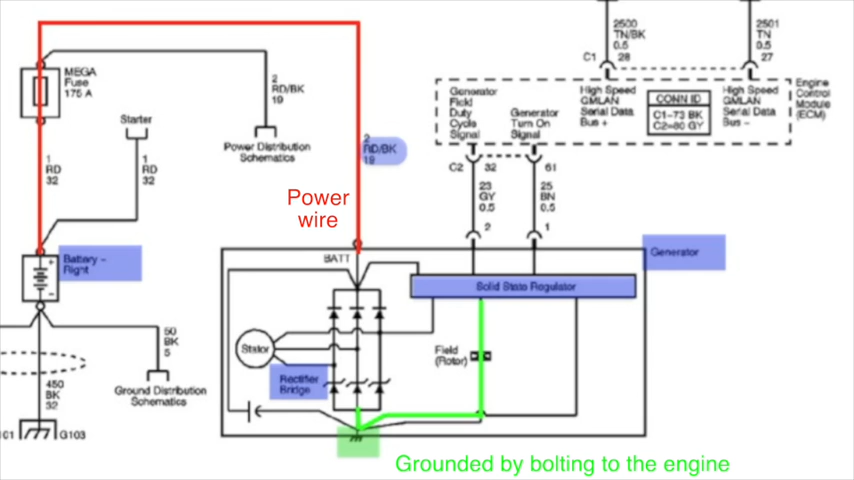 MEGA
Fuse
175 A
2
RD/BK
19
Power Distribution
Schematics
Starter
1
RD
32
1
RD
32
2
RD/BK
19
Power
wire
Battery –
Right
+
–
50
BK
5
Ground Distribution
Schematics
450
BK
32
C1
G103
2500
TN/BK
0.5
C1
28
2501
TN
0.5
27
Generator
Field
Duty
Cycle
Signal
Generator
Turn On
Signal
High Speed
GMLAN
Serial Data
Bus +
CONN ID
C1=73 BK
C2=80 GY
High Speed
GMLAN
Serial Data
Bus –
Engine
Control
Module
(ECM)
C2
32
61
23
GY
0.5
2
25
BN
0.5
1
BATT
Generator
Solid State Regulator
Stator
Field
(Rotor)
Rectifier
Bridge
Grounded by bolting to the engine